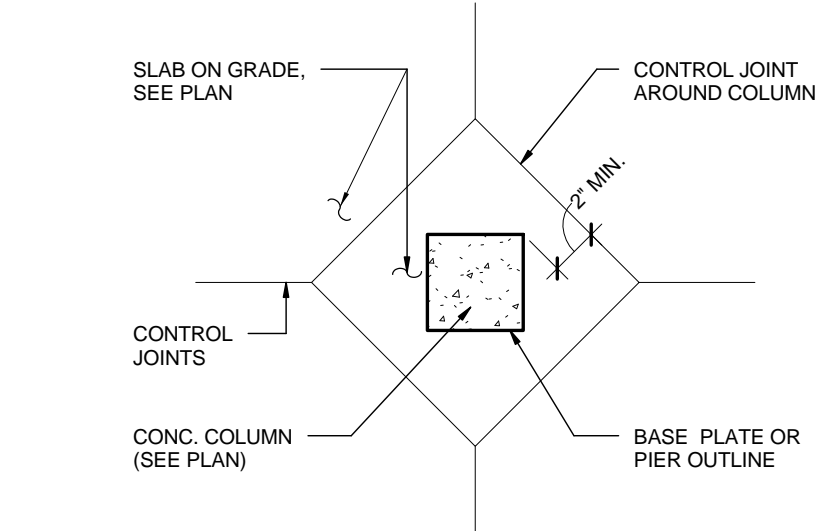 SLAB ON GRADE,
SEE PLAN
CONTROL JOINT
AROUND COLUMN
2" MIN.
CONTROL
JOINTS
CONC. COLUMN
(SEE PLAN)
BASE PLATE OR
PIER OUTLINE